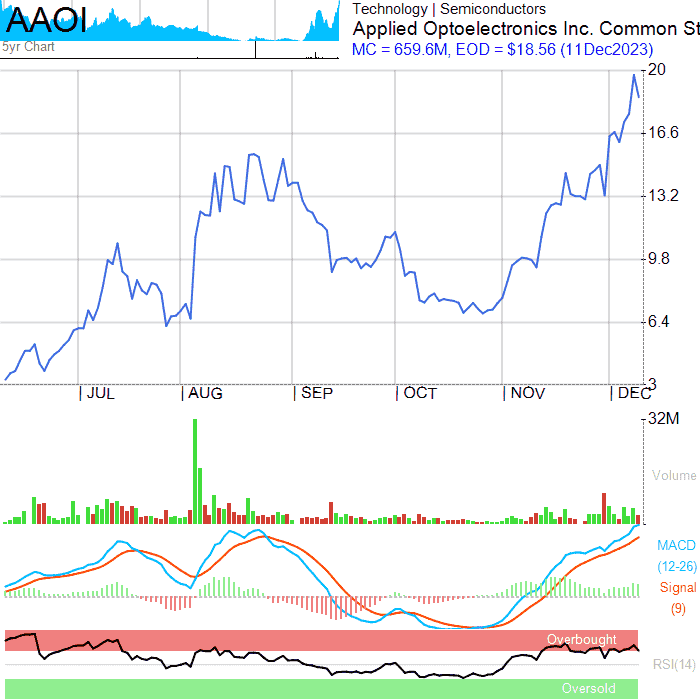 AAOI
5yr Chart
Technology | Semiconductors
Applied Optoelectronics Inc. Common St
MC = 659.6M, EOD = $18.56 (11Dec2023)
20
16.6
13.2
9.8
6.4
3
JUL
AUG
SEP
OCT
NOV
DEC
32M
Volume
MACD
(12-26)
Signal
(9)
Overbought
RSI(14)
Oversold